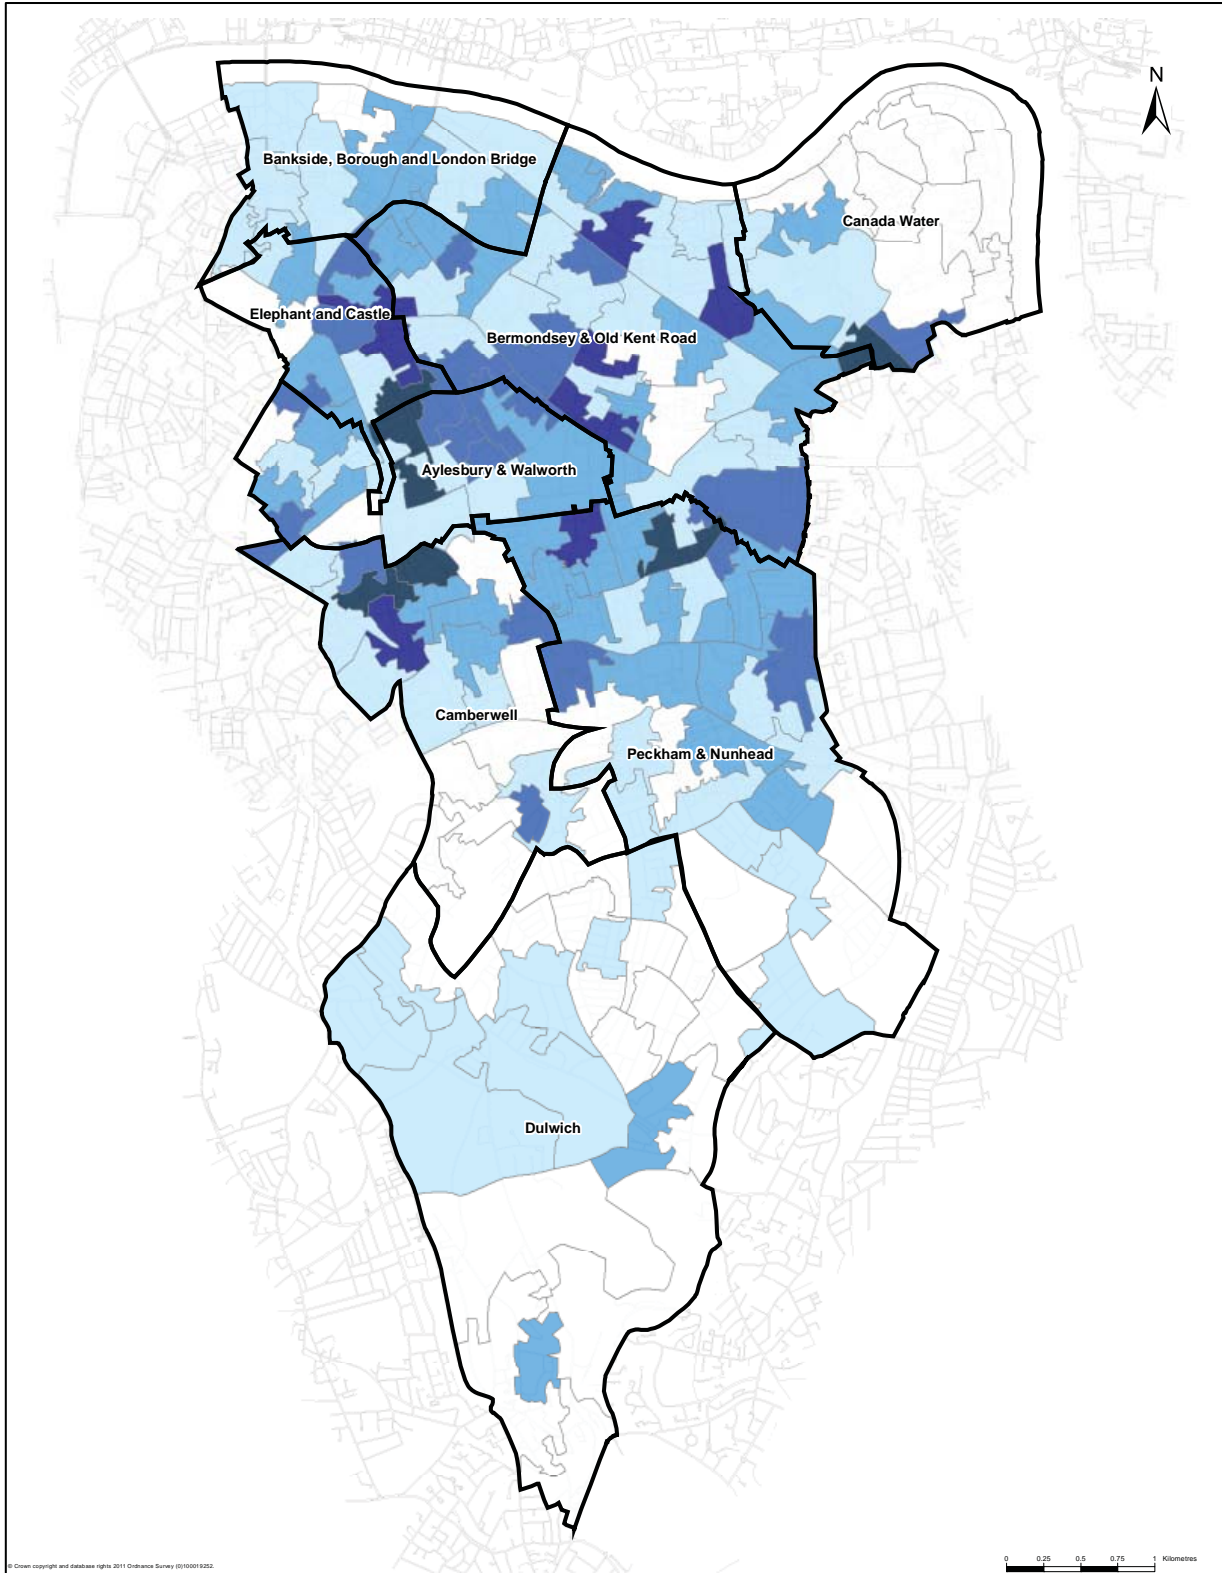 N
Bankside, Borough and London Bridge
Canada Water
Elephant and Castle
Bermondsey & Old Kent Road
Aylesbury & Walworth
Camberwell
Peckham & Nunhead
Dulwich
© Crown copyright and database rights 2011 Ordnance Survey (0)100019252.
0 0.25 0.5 0.75 1 Kilometres